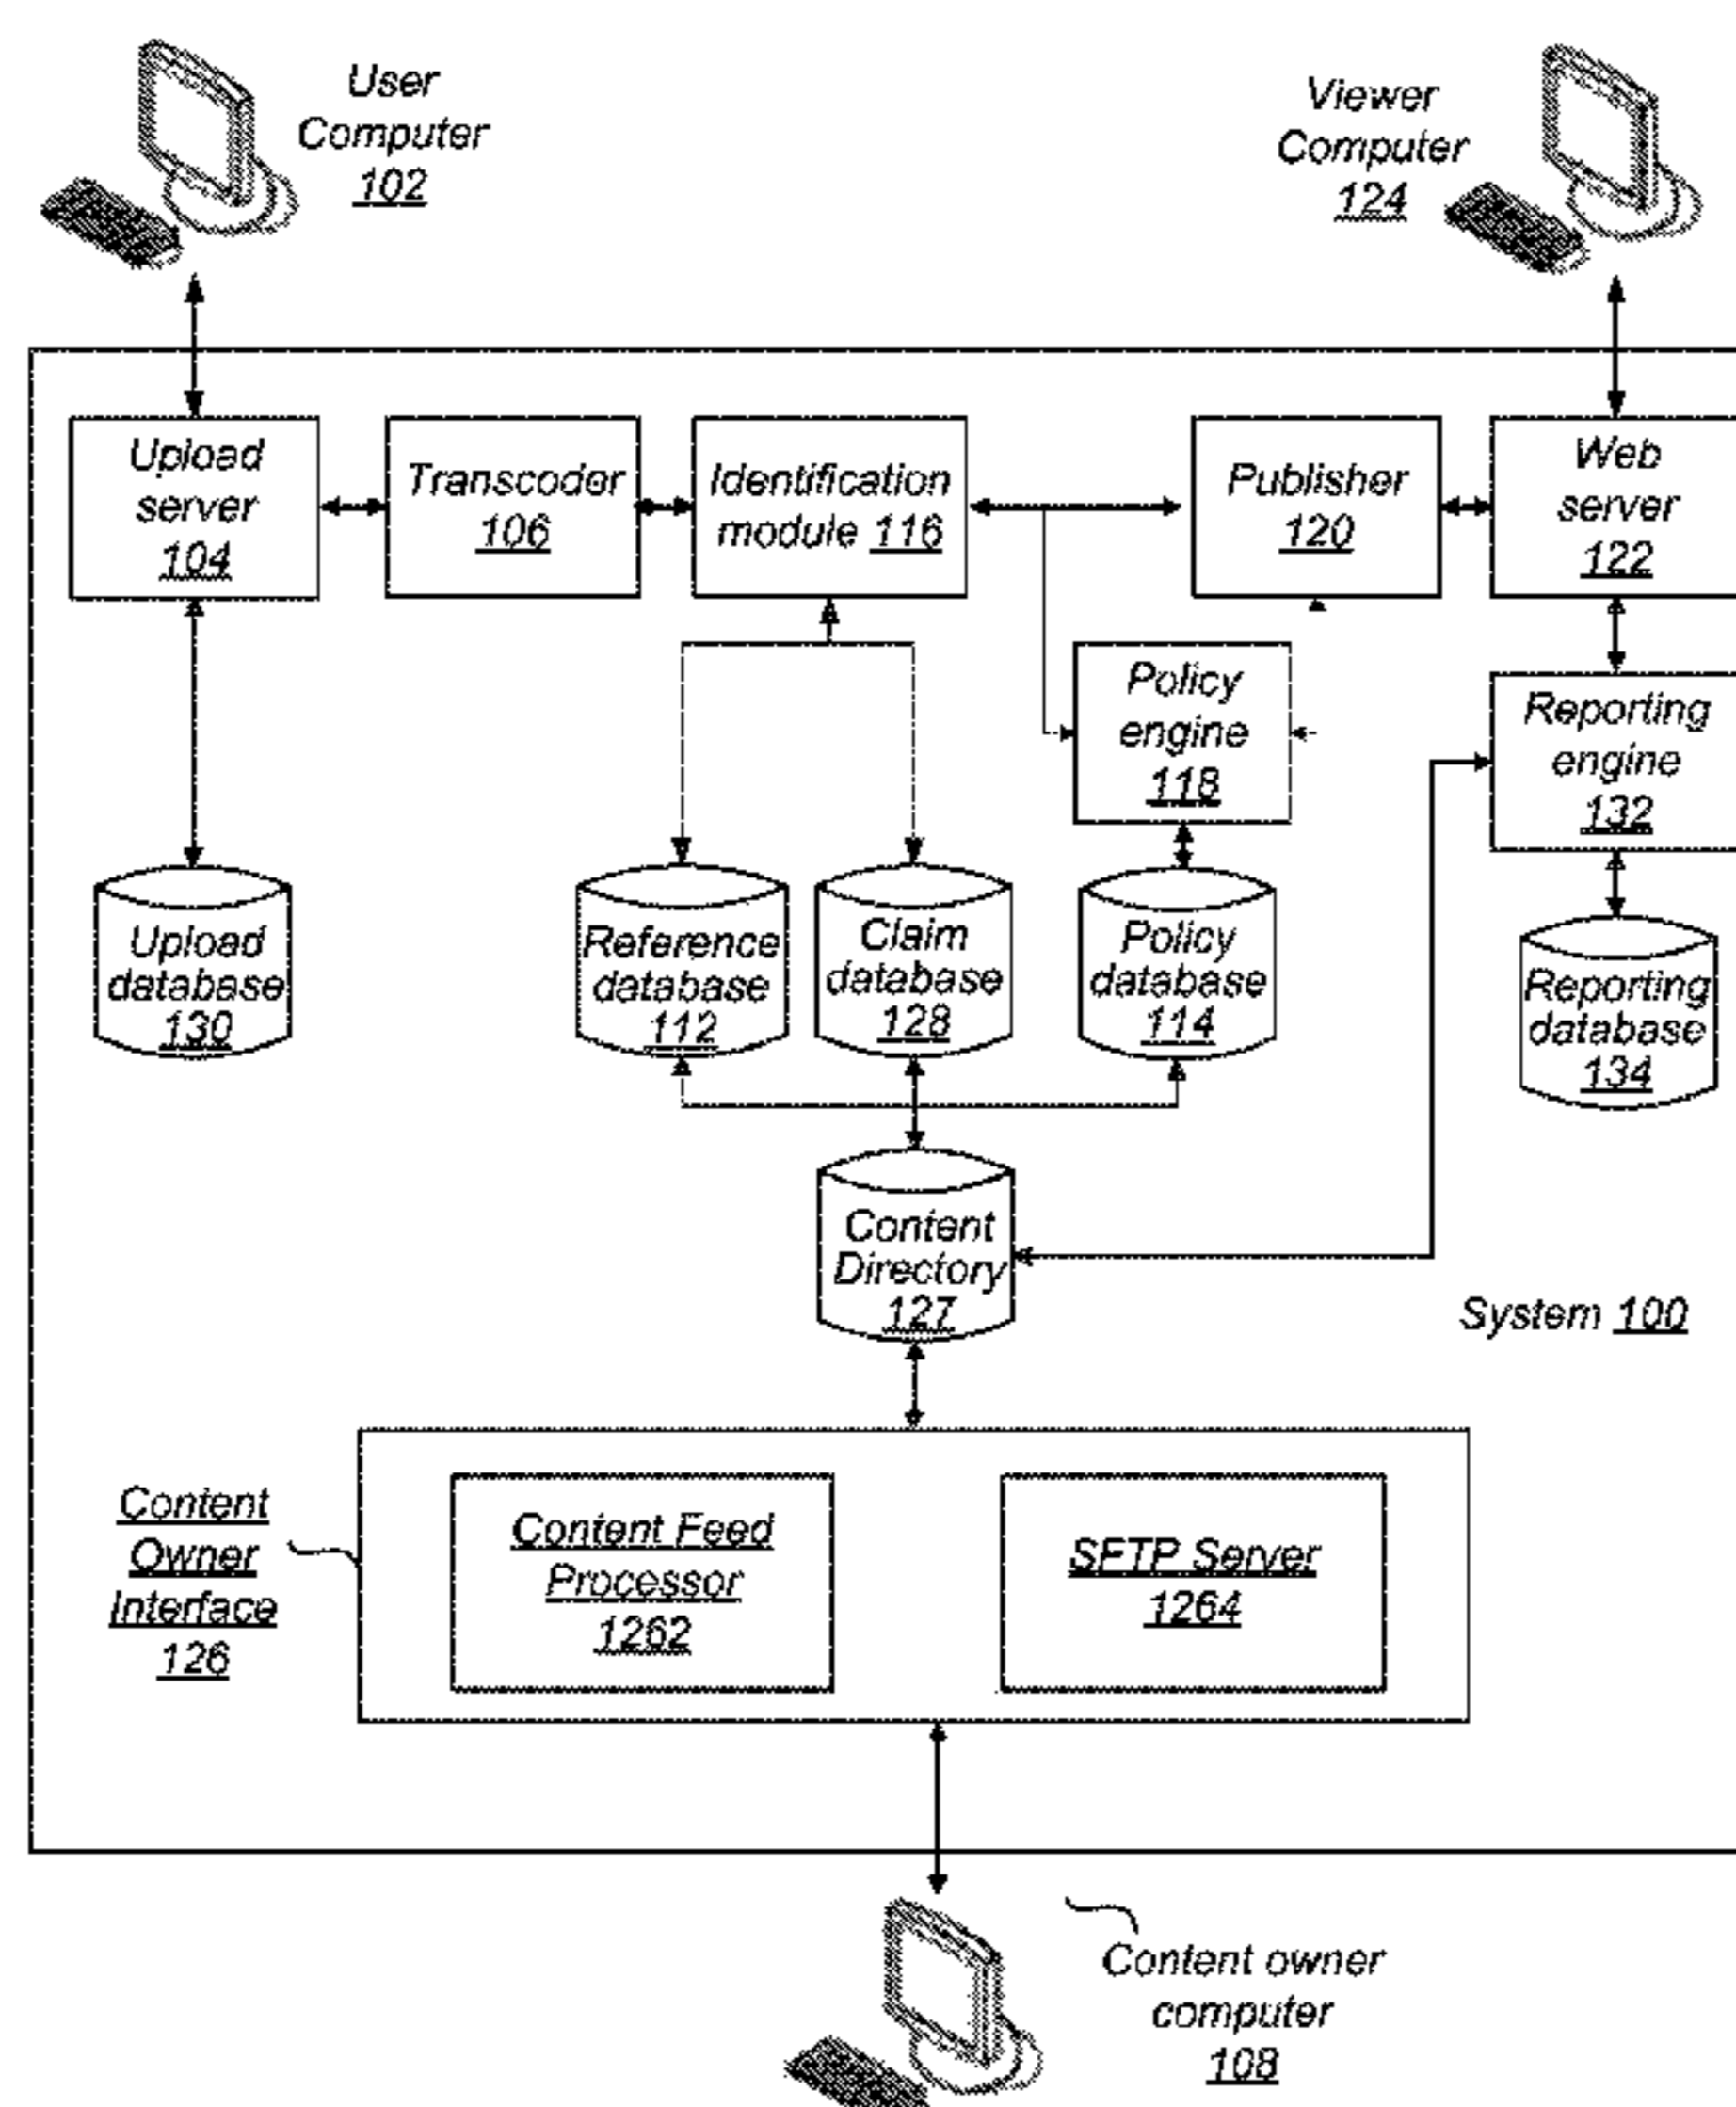 User
Computer
102
Viewer
Computer
124
Upload
server
104
Transcoder
106
Identification
module 116
Publisher
120
Web
server
122
Policy
engine
118
Reporting
engine
132
Upload
database
130
Reference
database
112
Claim
database
128
Policy
database
114
Reporting
database
134
Content
Directory
127
System 100
Content
Owner
Interface
126
Content Feed
Processor
1262
SFTP Server
1264
Content owner
computer
108